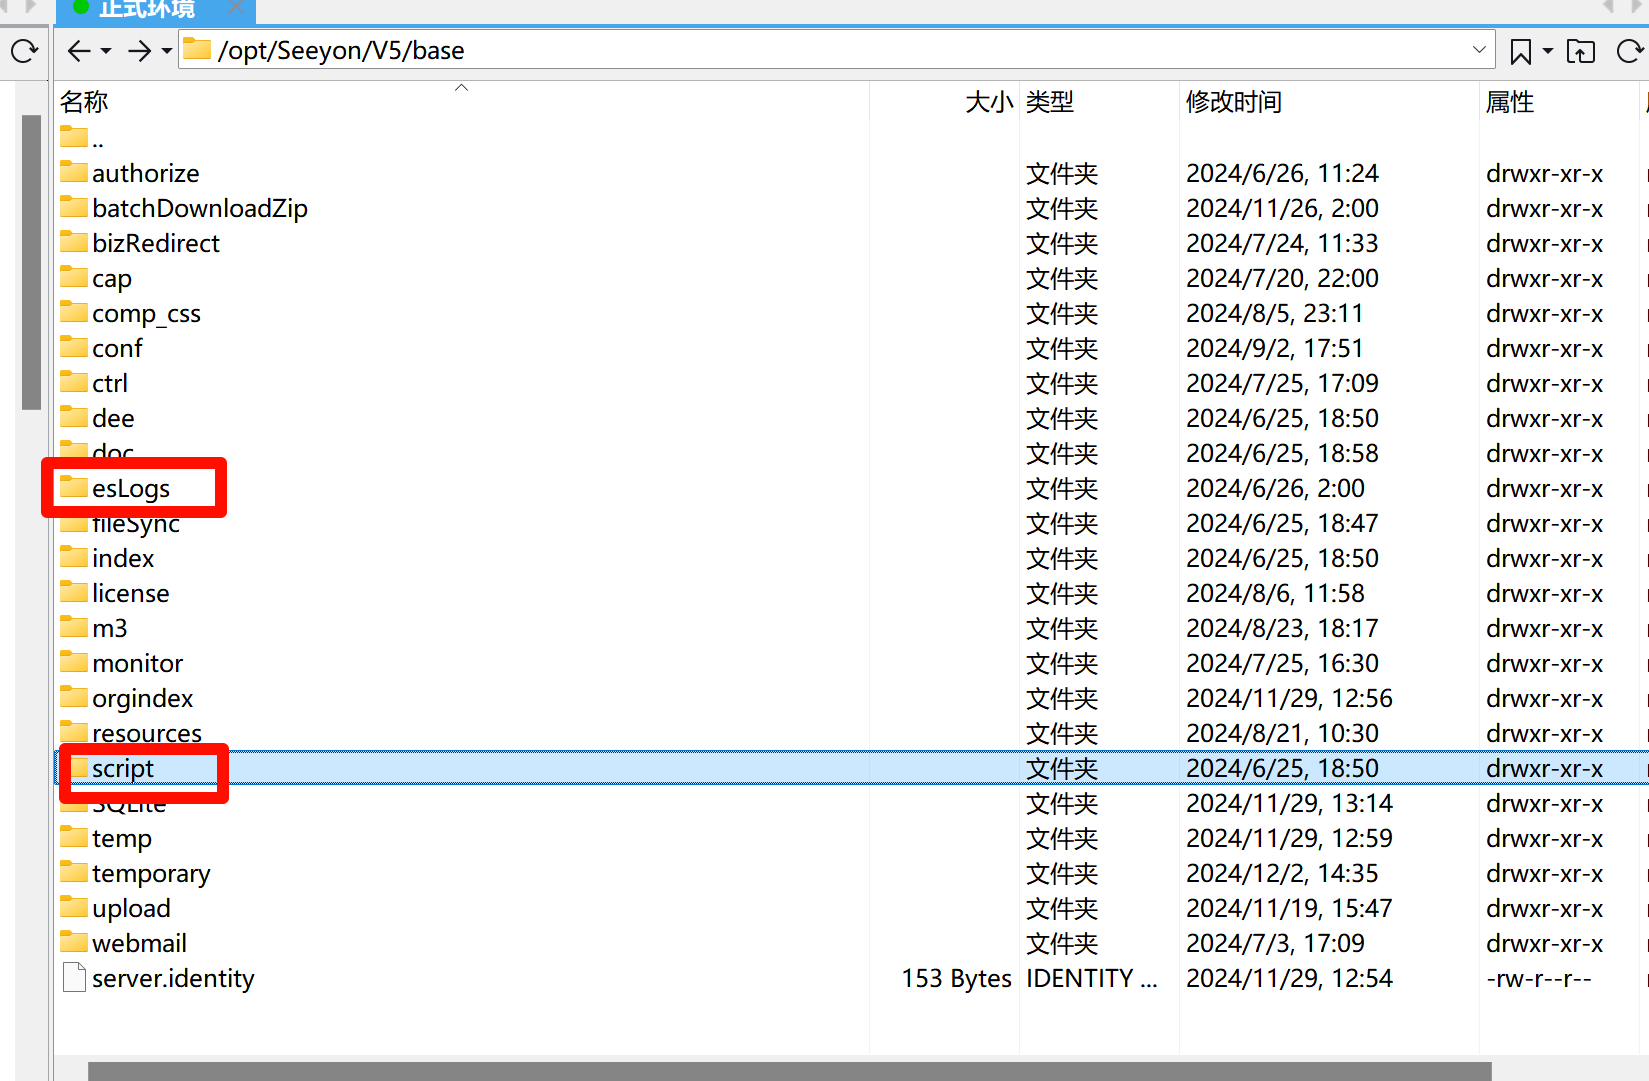 正式环境
/opt/Seeyon/V5/base
名称 大小 类型 修改时间 属性
..
authorize 文件夹 2024/6/26, 11:24 drwxr-xr-x
batchDownloadZip 文件夹 2024/11/26, 2:00 drwxr-xr-x
bizRedirect 文件夹 2024/7/24, 11:33 drwxr-xr-x
cap 文件夹 2024/7/20, 22:00 drwxr-xr-x
comp_css 文件夹 2024/8/5, 23:11 drwxr-xr-x
conf 文件夹 2024/9/2, 17:51 drwxr-xr-x
ctrl 文件夹 2024/7/25, 17:09 drwxr-xr-x
dee 文件夹 2024/6/25, 18:50 drwxr-xr-x
doc 文件夹 2024/6/25, 18:58 drwxr-xr-x
esLogs 文件夹 2024/6/26, 2:00 drwxr-xr-x
fileSync 文件夹 2024/6/25, 18:47 drwxr-xr-x
index 文件夹 2024/6/25, 18:50 drwxr-xr-x
license 文件夹 2024/8/6, 11:58 drwxr-xr-x
m3 文件夹 2024/8/23, 18:17 drwxr-xr-x
monitor 文件夹 2024/7/25, 16:30 drwxr-xr-x
orgindex 文件夹 2024/11/29, 12:56 drwxr-xr-x
resources 文件夹 2024/8/21, 10:30 drwxr-xr-x
script 文件夹 2024/6/25, 18:50 drwxr-xr-x
SQLite 文件夹 2024/11/29, 13:14 drwxr-xr-x
temp 文件夹 2024/11/29, 12:59 drwxr-xr-x
temporary 文件夹 2024/12/2, 14:35 drwxr-xr-x
upload 文件夹 2024/11/19, 15:47 drwxr-xr-x
webmail 文件夹 2024/7/3, 17:09 drwxr-xr-x
server.identity 153 Bytes IDENTITY ... 2024/11/29, 12:54 -rw-r--r--